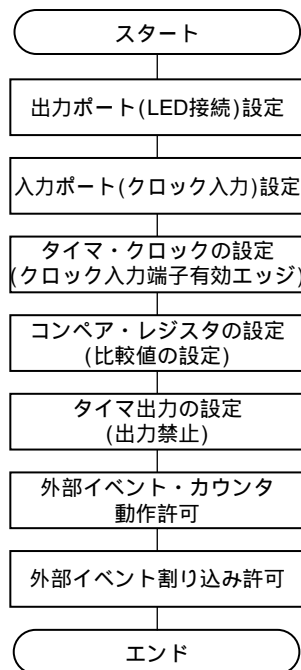 スタート
出力ポート(LED接続)設定
入力ポート(クロック入力)設定
タイマ・クロックの設定
(クロック入力端子有効エッジ)
コンペア・レジスタの設定
(比較値の設定)
タイマ出力の設定
(出力禁止)
外部イベント・カウンタ
動作許可
外部イベント割り込み許可
エンド